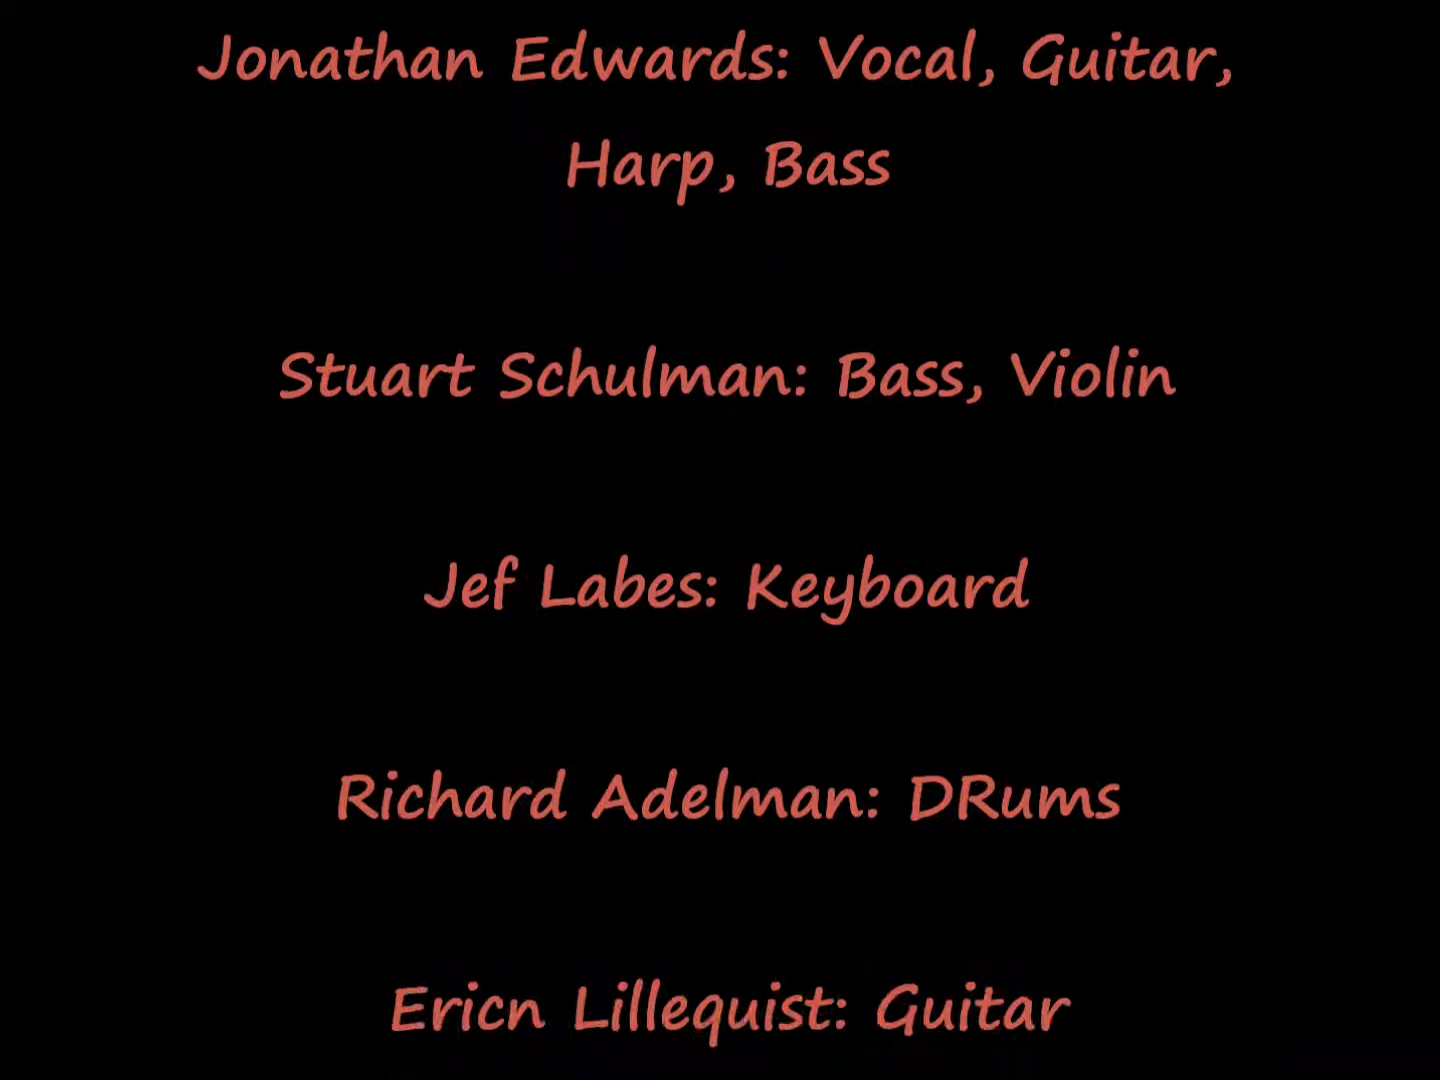 Jonathan Edwards: Vocal, Guitar,
Harp, Bass
Stuart Schulman: Bass, Violin
Jef Labes: Keyboard
Richard Adelman: DRums
Ericn Lillequist: Guitar